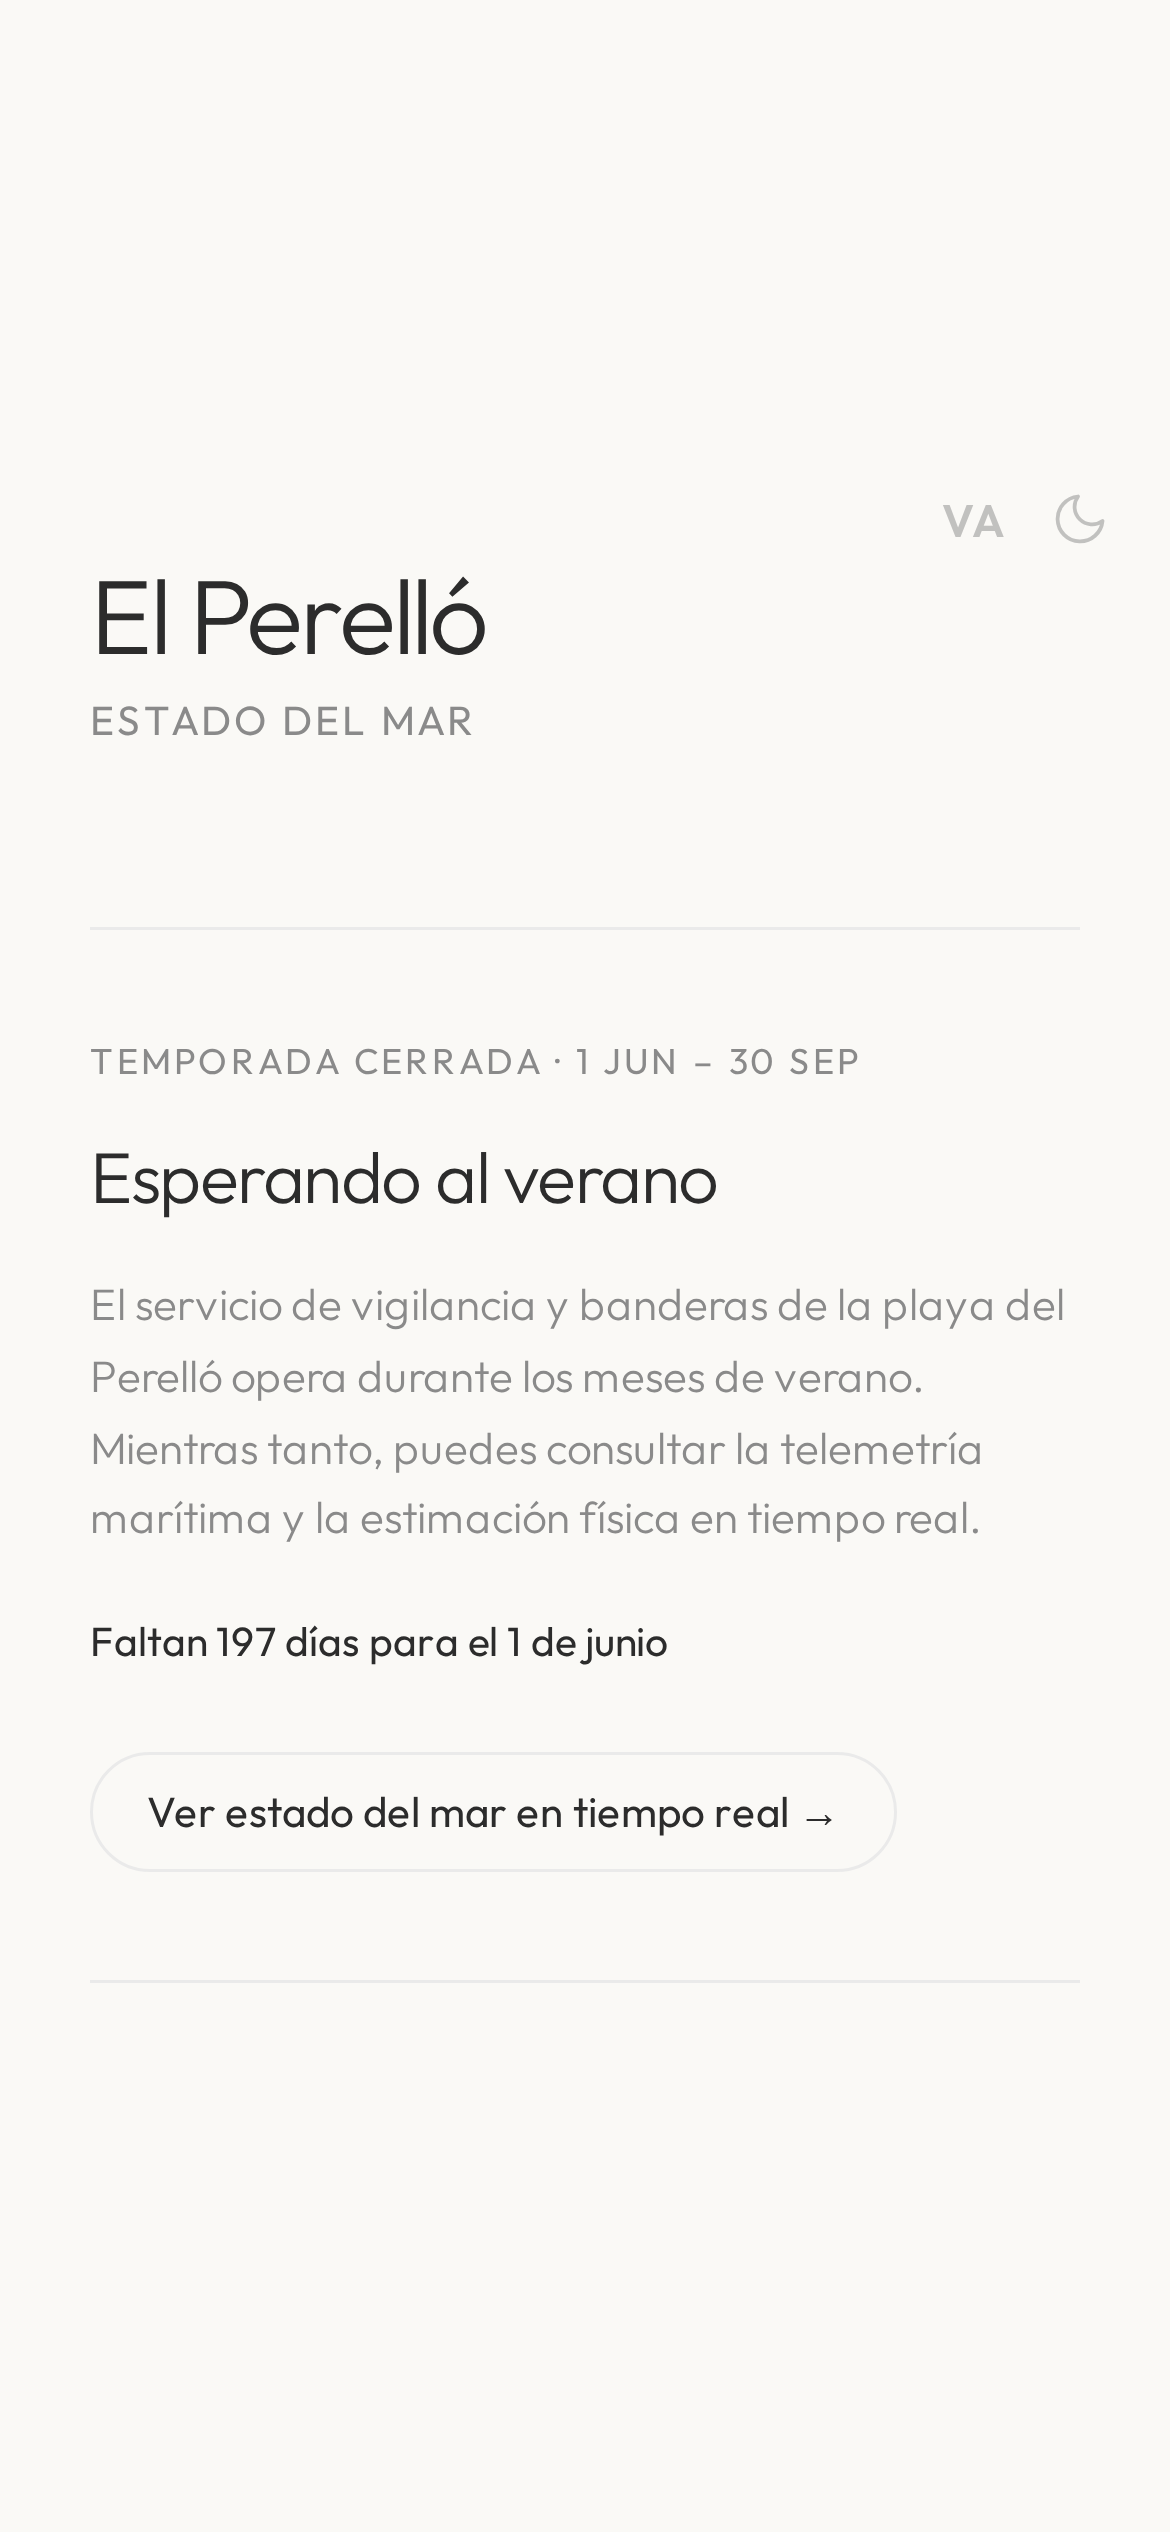 VA
El Perelló
ESTADO DEL MAR
TEMPORADA CERRADA · 1 JUN – 30 SEP
Esperando al verano
El servicio de vigilancia y banderas de la playa del
Perelló opera durante los meses de verano.
Mientras tanto, puedes consultar la telemetría
marítima y la estimación física en tiempo real.
Faltan 197 días para el 1 de junio
Ver estado del mar en tiempo real →